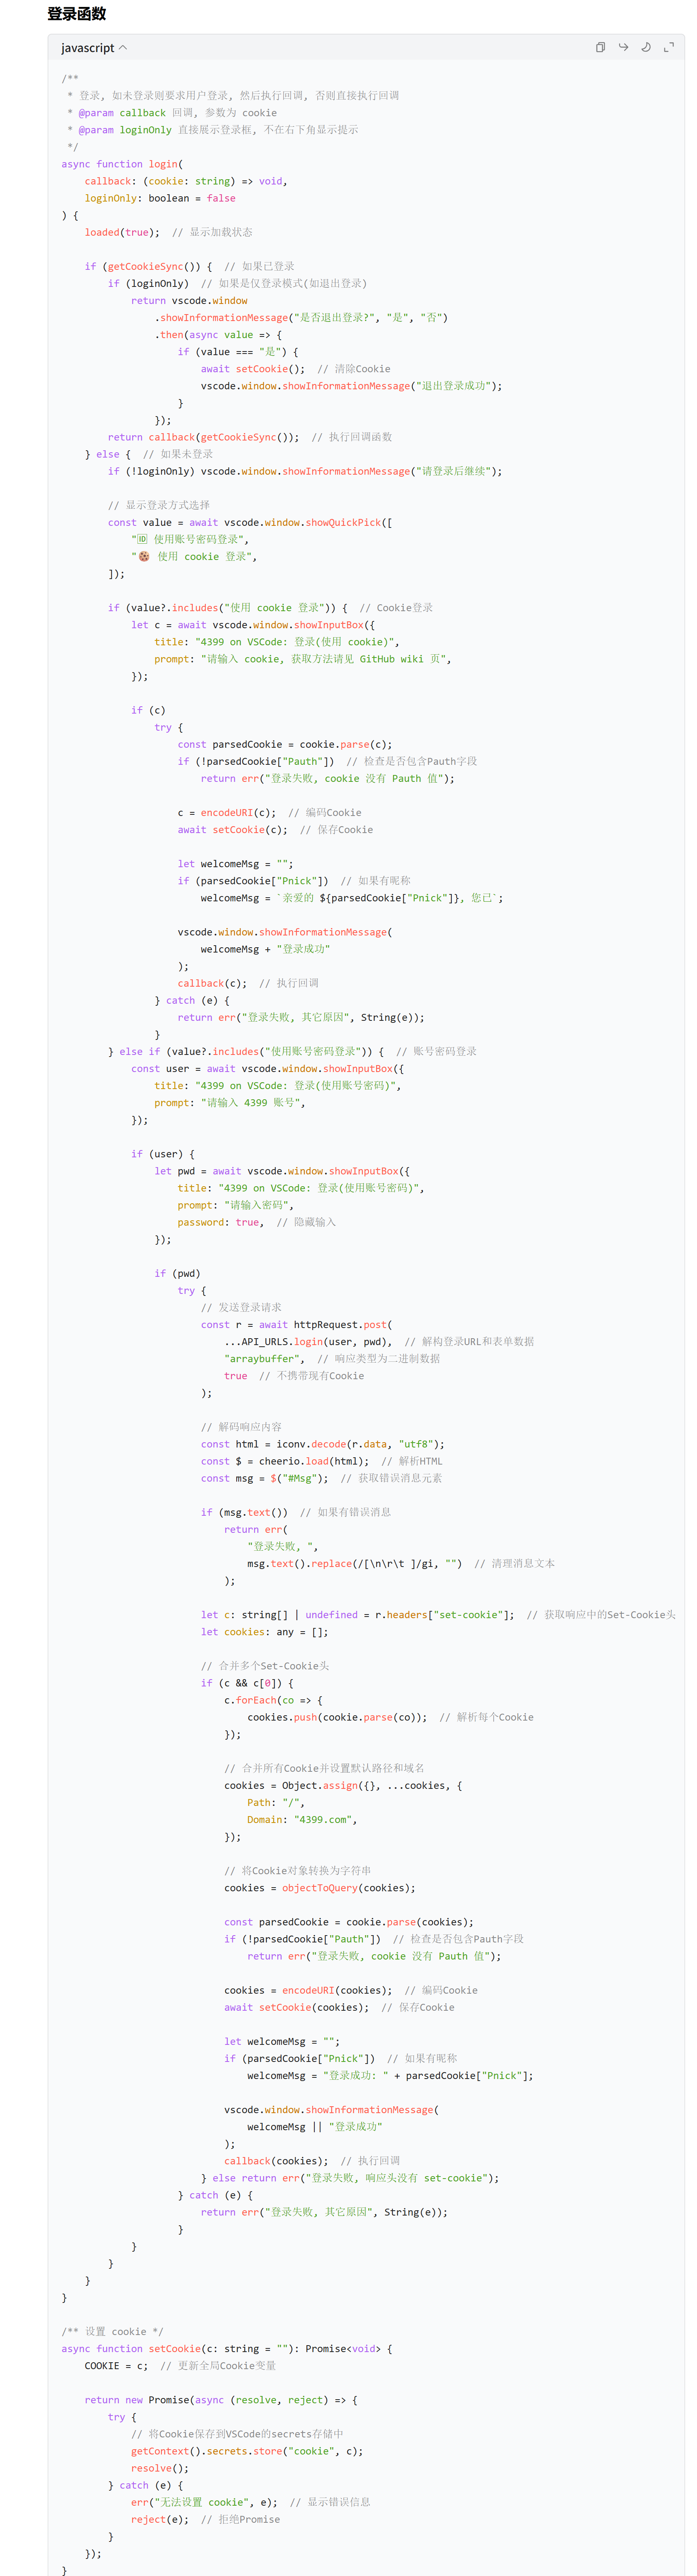 登录函数
javascript
/**
 * 登录, 如未登录则要求用户登录, 然后执行回调, 否则直接执行回调
 * @param callback 回调, 参数为 cookie
 * @param loginOnly 直接展示登录框, 不在右下角显示提示
 */
async function login(
    callback: (cookie: string) => void,
    loginOnly: boolean = false
) {
    loaded(true);  // 显示加载状态
    if (getCookieSync()) {  // 如果已登录
        if (loginOnly)  // 如果是仅登录模式(如退出登录)
            return vscode.window
                .showInformationMessage("是否退出登录?", "是", "否")
                .then(async value => {
                    if (value === "是") {
                        await setCookie();  // 清除Cookie
                        vscode.window.showInformationMessage("退出登录成功");
                    }
                });
        return callback(getCookieSync());  // 执行回调函数
    } else {  // 如果未登录
        if (!loginOnly) vscode.window.showInformationMessage("请登录后继续");
        // 显示登录方式选择
        const value = await vscode.window.showQuickPick([
            "🆔 使用账号密码登录",
            "🍪 使用 cookie 登录",
        ]);
        if (value?.includes("使用 cookie 登录")) {  // Cookie登录
            let c = await vscode.window.showInputBox({
                title: "4399 on VSCode: 登录(使用 cookie)",
                prompt: "请输入 cookie, 获取方法请见 GitHub wiki 页",
            });
            if (c)
                try {
                    const parsedCookie = cookie.parse(c);
                    if (!parsedCookie["Pauth"])  // 检查是否包含Pauth字段
                        return err("登录失败, cookie 没有 Pauth 值");
                    c = encodeURI(c);  // 编码Cookie
                    await setCookie(c);  // 保存Cookie
                    let welcomeMsg = "";
                    if (parsedCookie["Pnick"])  // 如果有昵称
                        welcomeMsg = `亲爱的 ${parsedCookie["Pnick"]}, 您已`;
                    vscode.window.showInformationMessage(
                        welcomeMsg + "登录成功"
                    );
                    callback(c);  // 执行回调
                } catch (e) {
                    return err("登录失败, 其它原因", String(e));
                }
        } else if (value?.includes("使用账号密码登录")) {  // 账号密码登录
            const user = await vscode.window.showInputBox({
                title: "4399 on VSCode: 登录(使用账号密码)",
                prompt: "请输入 4399 账号",
            });
            if (user) {
                let pwd = await vscode.window.showInputBox({
                    title: "4399 on VSCode: 登录(使用账号密码)",
                    prompt: "请输入密码",
                    password: true,  // 隐藏输入
                });
                if (pwd)
                    try {
                        // 发送登录请求
                        const r = await httpRequest.post(
                            ...API_URLS.login(user, pwd),  // 解构登录URL和表单数据
                            "arraybuffer",  // 响应类型为二进制数据
                            true  // 不携带现有Cookie
                        );
                        // 解码响应内容
                        const html = iconv.decode(r.data, "utf8");
                        const $ = cheerio.load(html);  // 解析HTML
                        const msg = $("#Msg");  // 获取错误消息元素
                        if (msg.text())  // 如果有错误消息
                            return err(
                                "登录失败, ",
                                msg.text().replace(/[\n\r\t ]/gi, "")  // 清理消息文本
                            );
                        let c: string[] | undefined = r.headers["set-cookie"];  // 获取响应中的Set-Cookie头
                        let cookies: any = [];
                        // 合并多个Set-Cookie头
                        if (c && c[0]) {
                            c.forEach(co => {
                                cookies.push(cookie.parse(co));  // 解析每个Cookie
                            });
                            // 合并所有Cookie并设置默认路径和域名
                            cookies = Object.assign({}, ...cookies, {
                                Path: "/",
                                Domain: "4399.com",
                            });
                            // 将Cookie对象转换为字符串
                            cookies = objectToQuery(cookies);
                            const parsedCookie = cookie.parse(cookies);
                            if (!parsedCookie["Pauth"])  // 检查是否包含Pauth字段
                                return err("登录失败, cookie 没有 Pauth 值");
                            cookies = encodeURI(cookies);  // 编码Cookie
                            await setCookie(cookies);  // 保存Cookie
                            let welcomeMsg = "";
                            if (parsedCookie["Pnick"])  // 如果有昵称
                                welcomeMsg = "登录成功: " + parsedCookie["Pnick"];
                            vscode.window.showInformationMessage(
                                welcomeMsg || "登录成功"
                            );
                            callback(cookies);  // 执行回调
                        } else return err("登录失败, 响应头没有 set-cookie");
                    } catch (e) {
                        return err("登录失败, 其它原因", String(e));
                    }
            }
        }
    }
}
/** 设置 cookie */
async function setCookie(c: string = ""): Promise<void> {
    COOKIE = c;  // 更新全局Cookie变量
    return new Promise(async (resolve, reject) => {
        try {
            // 将Cookie保存到VSCode的secrets存储中
            getContext().secrets.store("cookie", c);
            resolve();
        } catch (e) {
            err("无法设置 cookie", e);  // 显示错误信息
            reject(e);  // 拒绝Promise
        }
    });
}